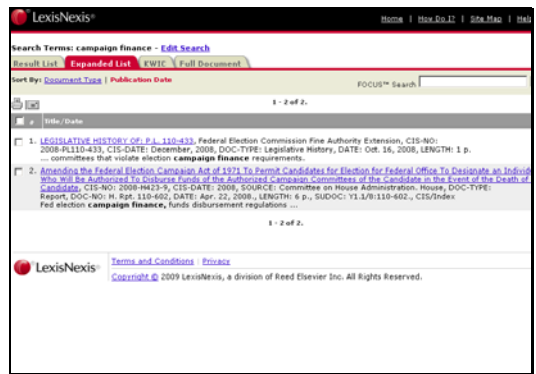 LexisNexis® Home | How Do I? | Site Map | Help
Search Terms: campaign finance - Edit Search
Result List Expanded List KWIC Full Document
Sort By: Document Type | Publication Date FOCUS™ Search
1 - 2 of 2.
# Title/Date
1. LEGISLATIVE HISTORY OF: P.L. 110-433, Federal Election Commission Fine Authority Extension, CIS-NO:
2008-PL110-433, CIS-DATE: December, 2008, DOC-TYPE: Legislative History, DATE: Oct. 16, 2008, LENGTH: 1 p.
... committees that violate election campaign finance requirements.
2. Amending the Federal Election Campaign Act of 1971 To Permit Candidates for Election for Federal Office To Designate an Individ
Who Will Be Authorized To Disburse Funds of the Authorized Campaign Committees of the Candidate in the Event of the Death of
Candidate, CIS-NO: 2008-H423-9, CIS-DATE: 2008, SOURCE: Committee on House Administration. House, DOC-TYPE:
Report, DOC-NO: H. Rpt. 110-602, DATE: Apr. 22, 2008., LENGTH: 6 p., SUDOC: Y1.1/8:110-602., CIS/Index
Fed election campaign finance, funds disbursement regulations ...
1 - 2 of 2.
LexisNexis® Terms and Conditions | Privacy
Copyright © 2009 LexisNexis, a division of Reed Elsevier Inc. All Rights Reserved.